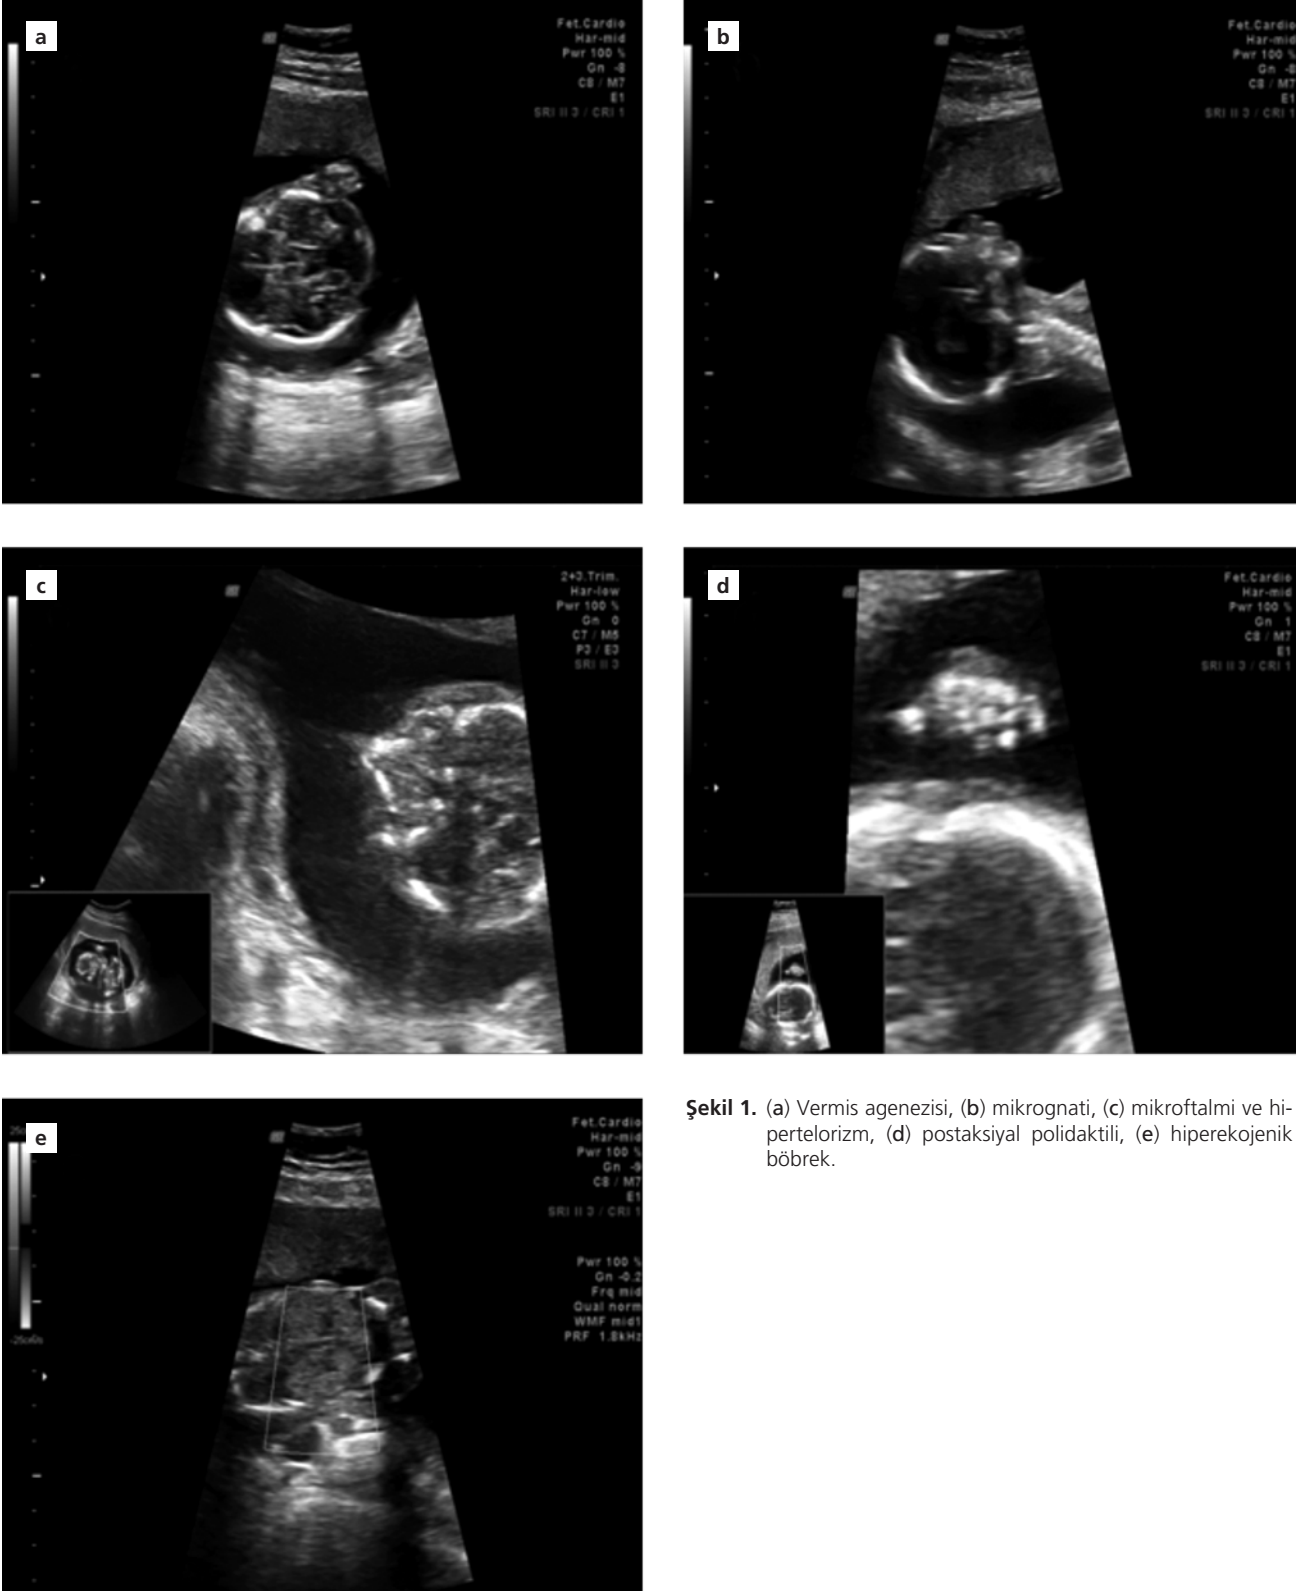 a
Fet.Cardio
Har-mid
Pwr 100 %
Gn -8
C8 / M7
E1
SRI II 3 / CRI 1
b
Fet.Cardio
Har-mid
Pwr 100 %
Gn -8
C8 / M7
E1
SRI II 3 / CRI 1
c
2+3.Trim.
Har-low
Pwr 100 %
Gn 0
C7 / M5
P3 / E3
SRI II 3
d
Fet.Cardio
Har-mid
Pwr 100 %
Gn 1
C8 / M7
E1
SRI II 3 / CRI 1
Şekil 1. (a) Vermis agenezisi, (b) mikrognati, (c) mikroftalmi ve hi-
pertelorizm, (d) postaksiyal polidaktili, (e) hiperekojenik
böbrek.
e
Fet.Cardio
Har-mid
Pwr 100 %
Gn -9
C8 / M7
E1
SRI II 3 / CRI 1
Pwr 100 %
Gn -0.2
Frq mid
Qual norm
WMF mid1
PRF 1.8kHz